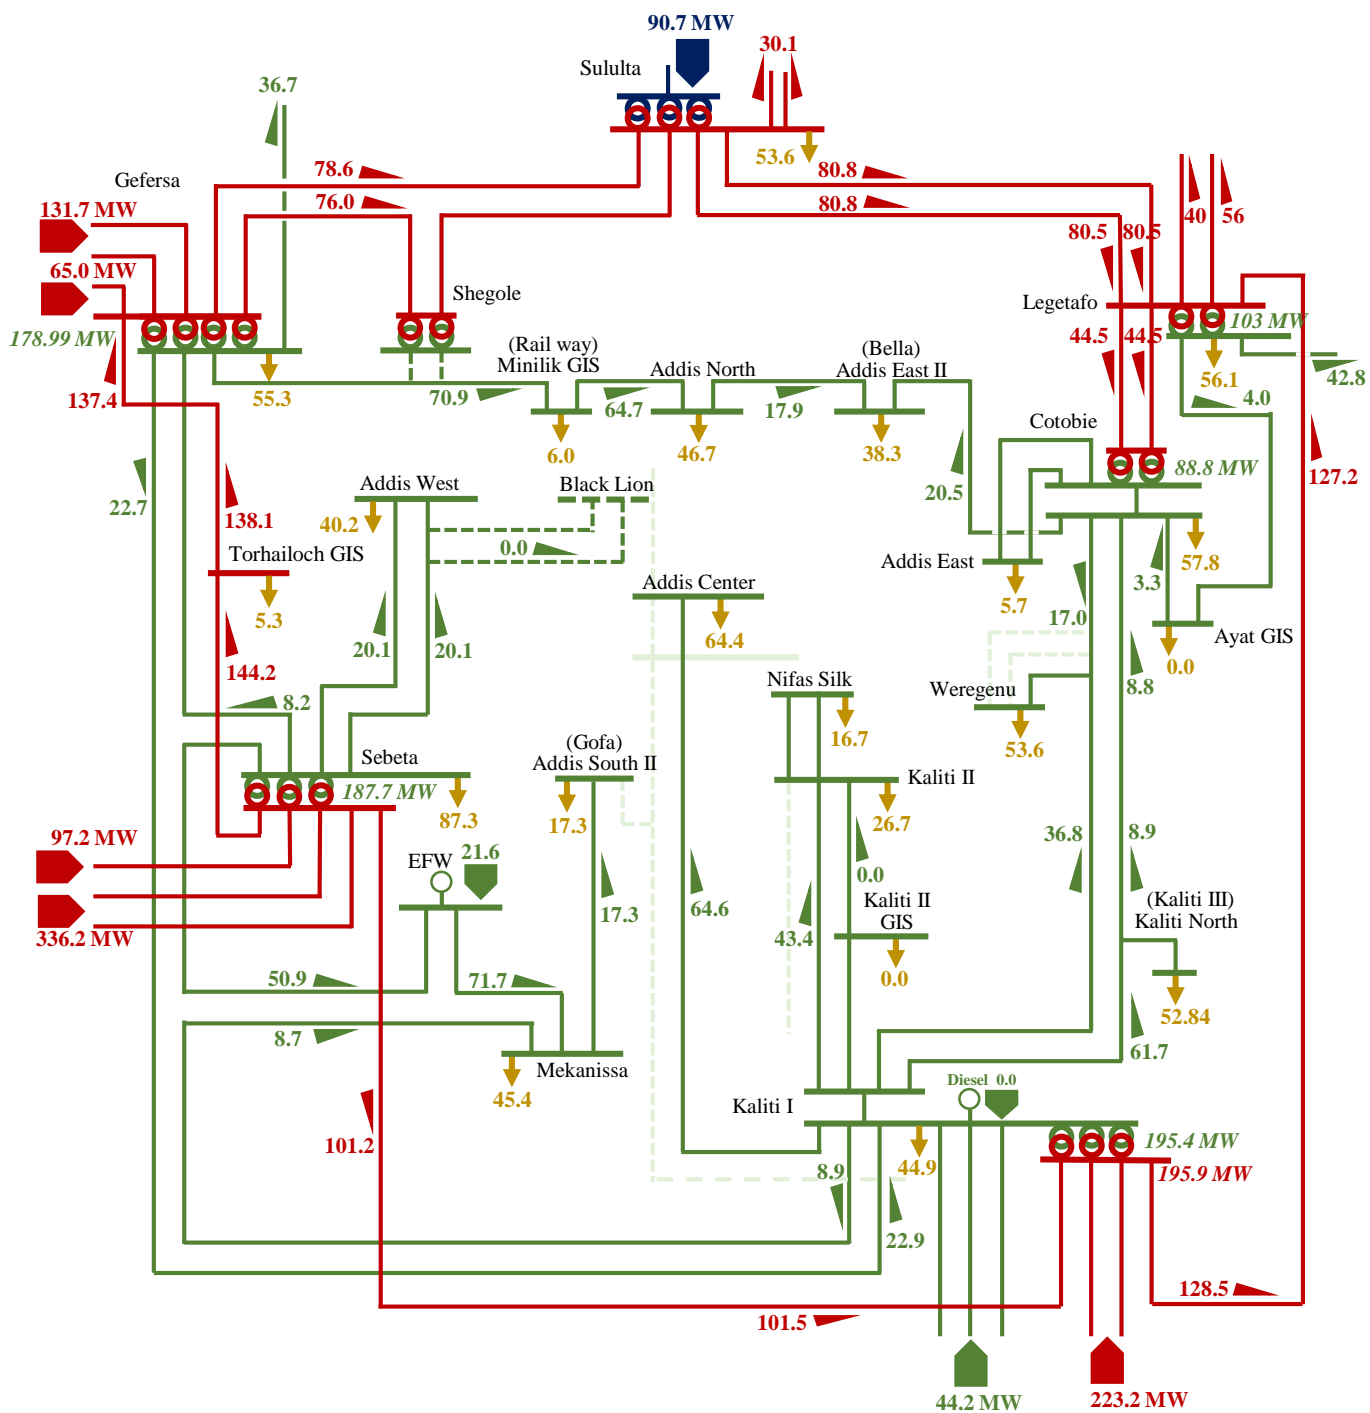 90.7 MW
30.1
Sululta
36.7
53.6
78.6
80.8
Gefersa
76.0
80.8
131.7 MW
40
56
80.5
80.5
65.0 MW
Shegole
Legetafo
178.99 MW
103 MW
(Rail way)
Minilik GIS
Addis North
(Bella)
Addis East II
44.5
44.5
55.3
70.9
64.7
17.9
56.1
42.8
137.4
4.0
Cotobie
6.0
46.7
38.3
88.8 MW
127.2
22.7
Addis West
Black Lion
20.5
138.1
40.2
0.0
Torhailoch GIS
Addis Center
Addis East
57.8
3.3
5.3
5.7
17.0
20.1
20.1
64.4
Ayat GIS
144.2
0.0
Nifas Silk
Weregenu
8.8
8.2
16.7
53.6
(Gofa)
Addis South II
Sebeta
Kaliti II
187.7 MW
87.3
17.3
26.7
97.2 MW
36.8
8.9
EFW
21.6
0.0
Kaliti II
GIS
(Kaliti III)
Kaliti North
17.3
64.6
43.4
336.2 MW
50.9
71.7
0.0
52.84
8.7
61.7
Mekanissa
Diesel 0.0
45.4
Kaliti I
101.2
195.4 MW
8.9
44.9
195.9 MW
22.9
128.5
101.5
44.2 MW
223.2 MW